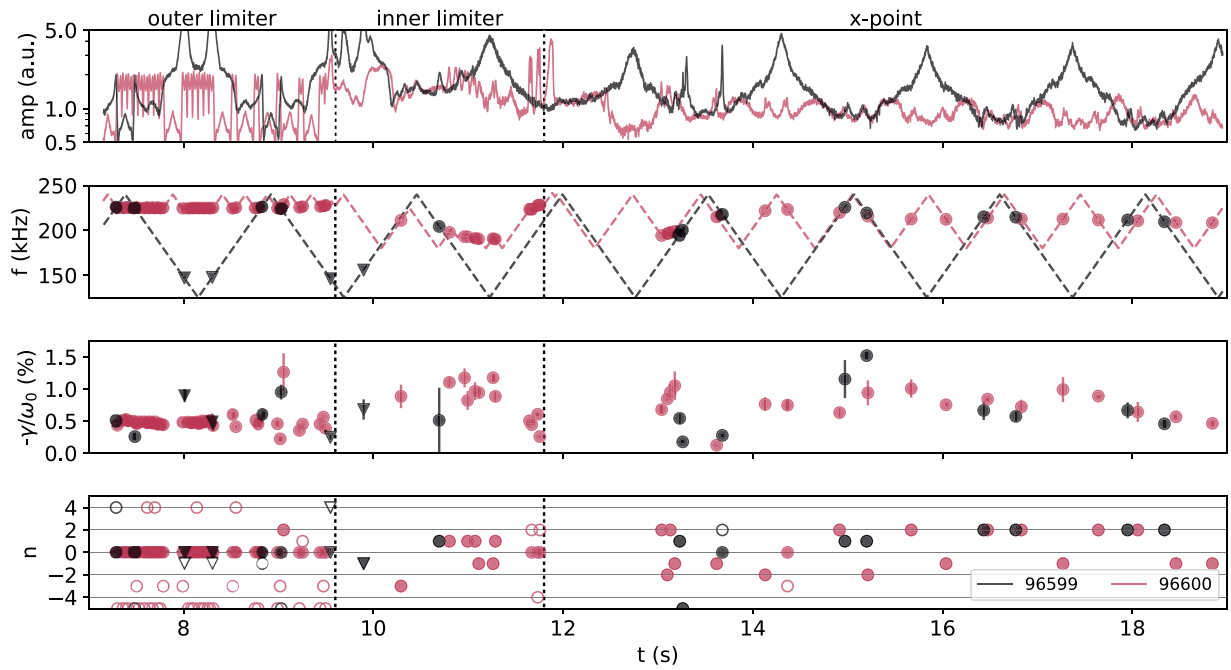 outer limiter inner limiter x-point
amp (a.u.)
5.0
1.0
0.5
f (kHz)
250
200
150
-γ/ω0 (%)
1.5
1.0
0.5
0.0
n
4
2
0
−2
−4
96599 96600
8 10 12 14 16 18
t (s)